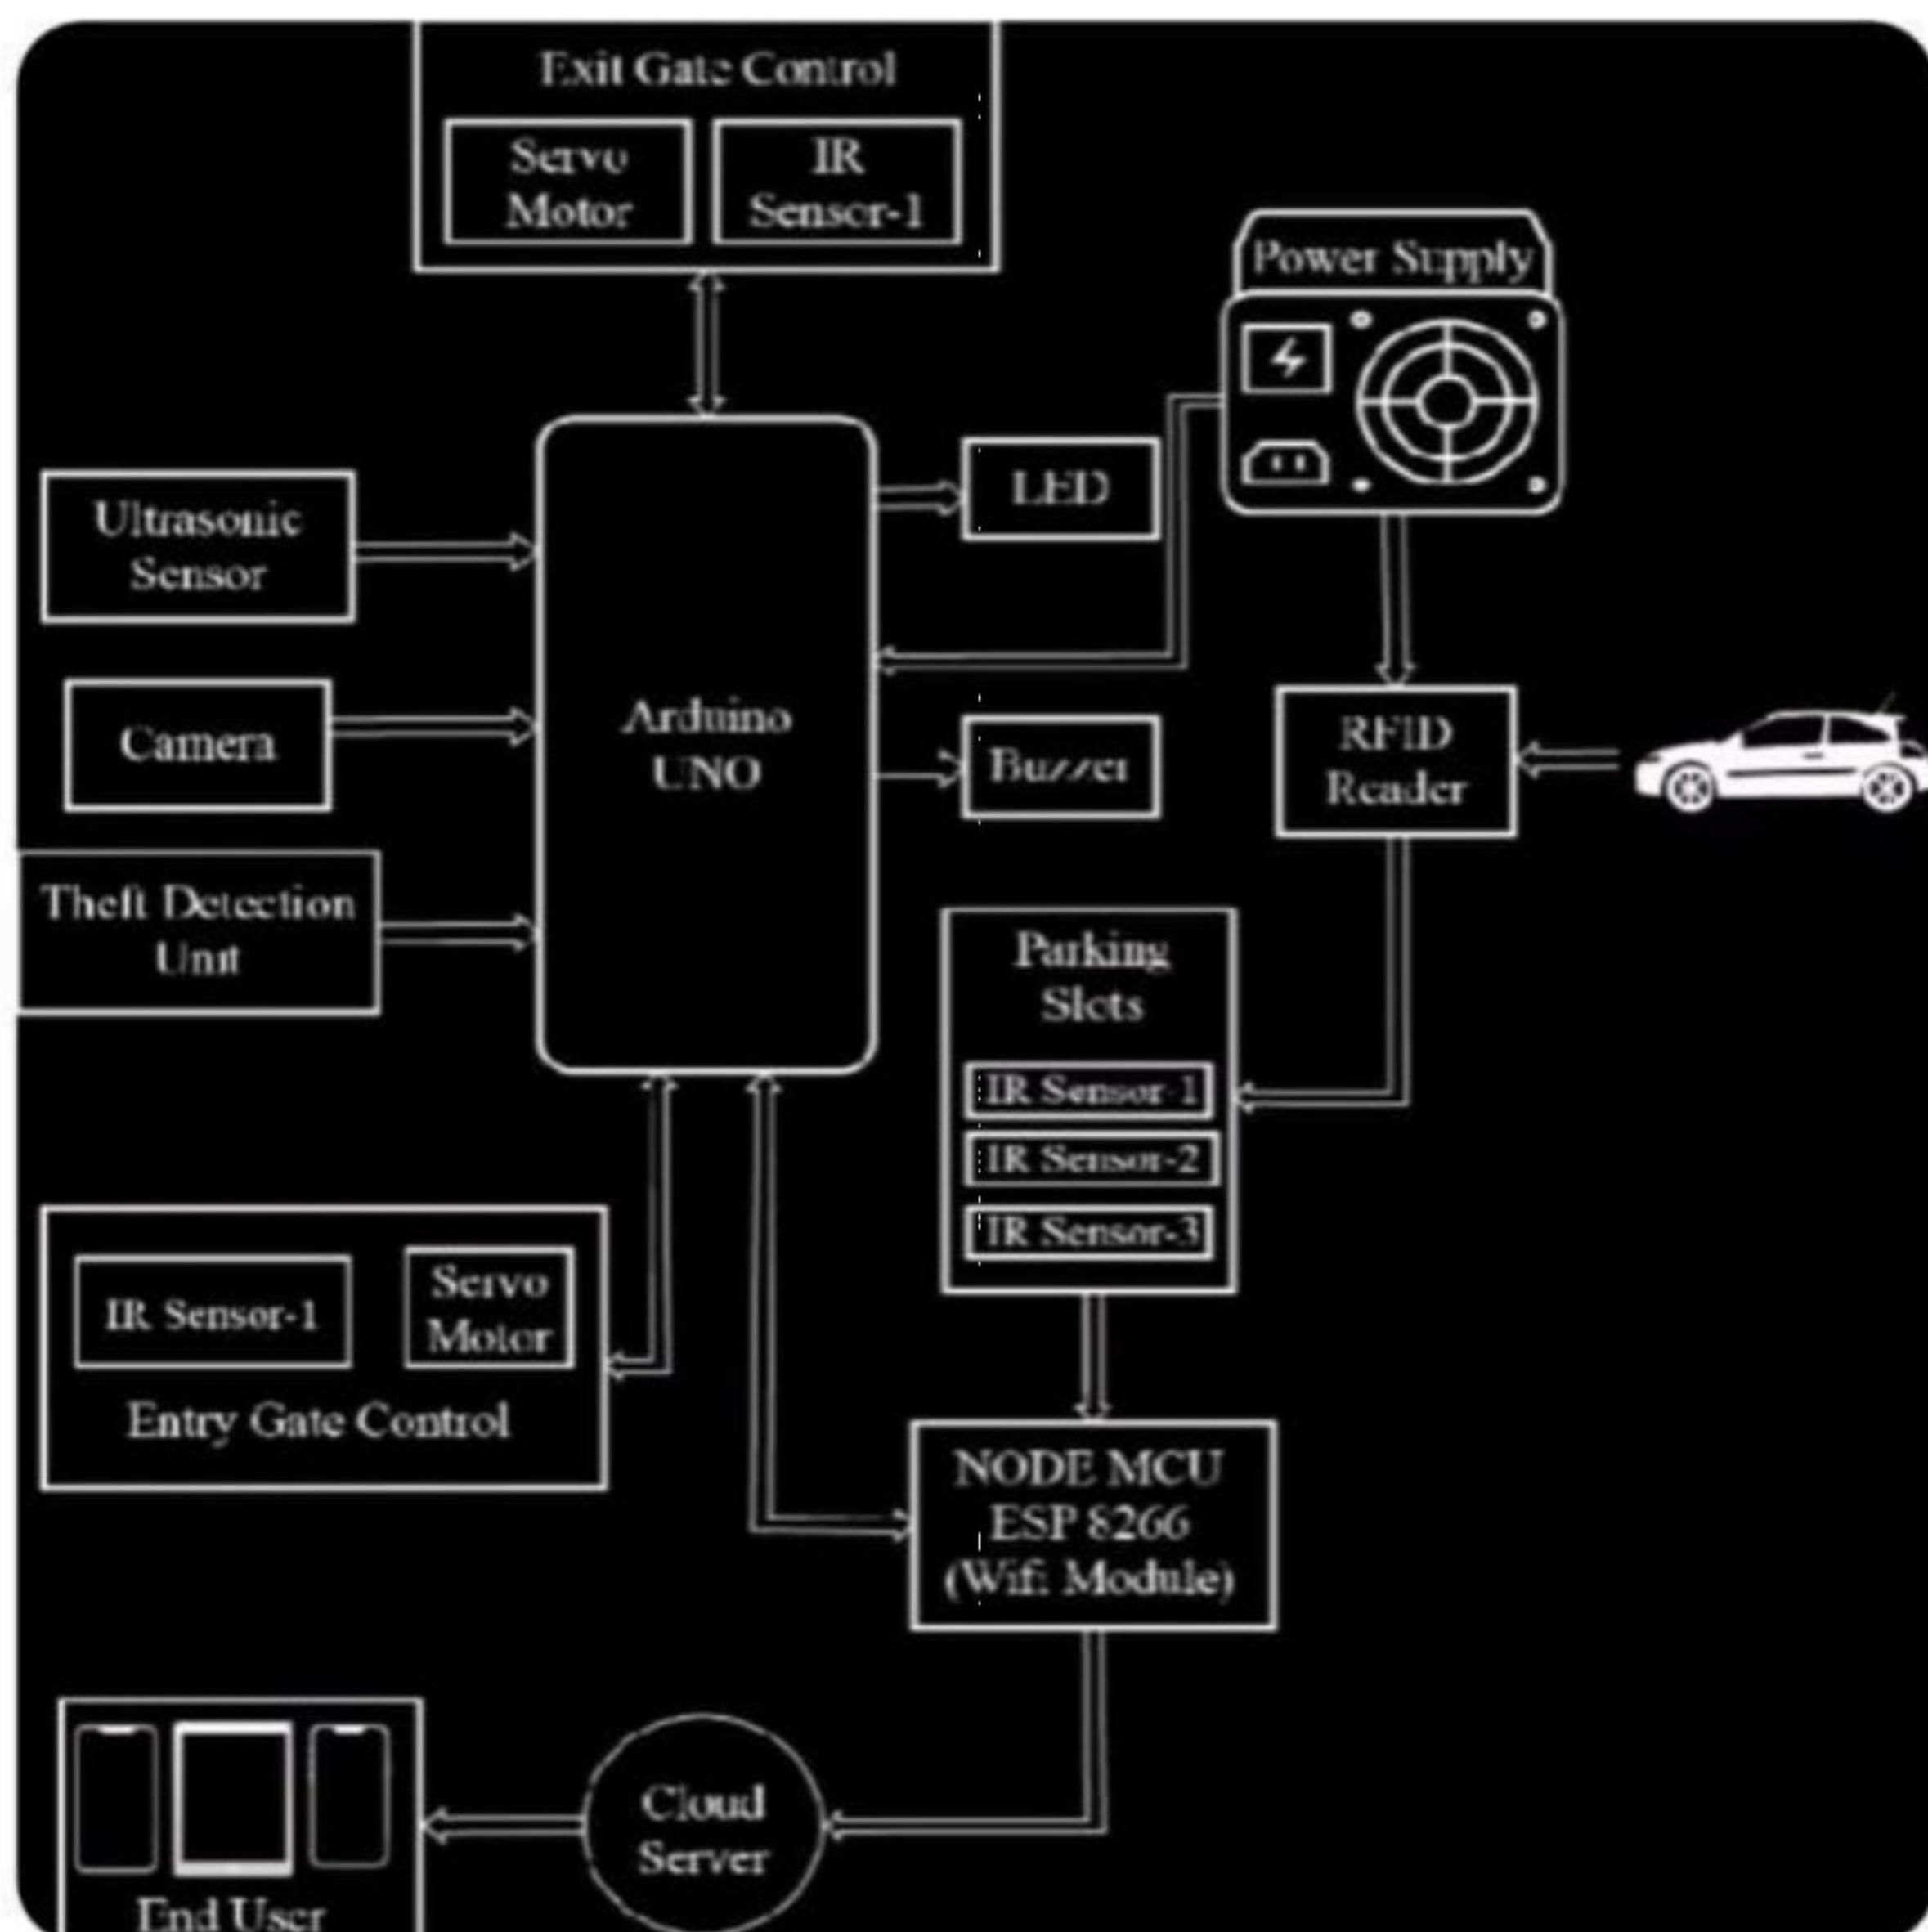 Exit Gate Control
Servo
Motor
IR
Sensor-1
Power Supply
LED
Ultrasonic
Sensor
Camera
Arduino
UNO
Buzzer
RFID
Reader
Theft Detection
Unit
Parking
Slots
IR Sensor-1
IR Sensor-2
IR Sensor-3
IR Sensor-1
Servo
Motor
Entry Gate Control
NODE MCU
ESP 8266
(Wifi Module)
Cloud
Server
End User